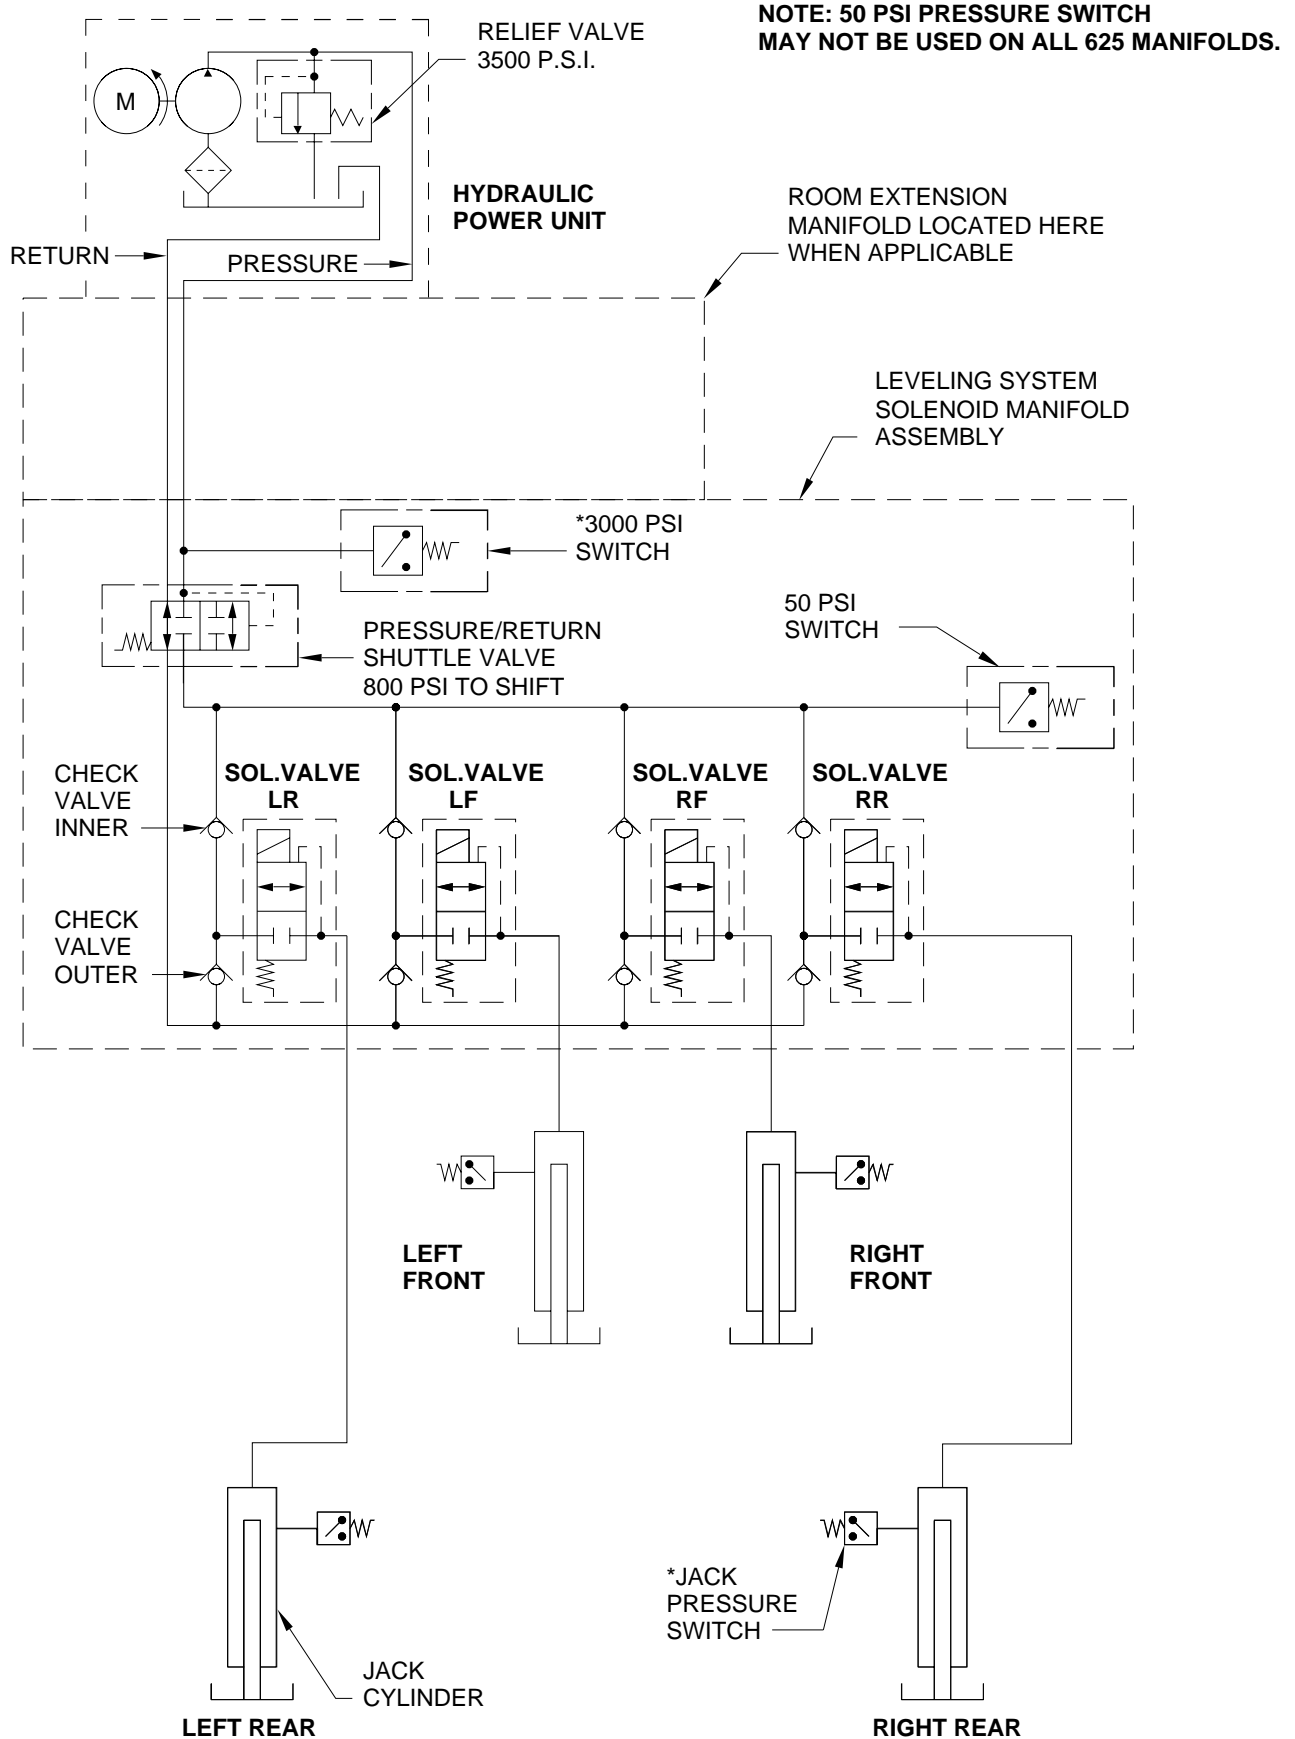 NOTE: 50 PSI PRESSURE SWITCH
MAY NOT BE USED ON ALL 625 MANIFOLDS.
RELIEF VALVE
3500 P.S.I.
M
HYDRAULIC
POWER UNIT
ROOM EXTENSION
MANIFOLD LOCATED HERE
WHEN APPLICABLE
RETURN
PRESSURE
LEVELING SYSTEM
SOLENOID MANIFOLD
ASSEMBLY
*3000 PSI
SWITCH
50 PSI
SWITCH
PRESSURE/RETURN
SHUTTLE VALVE
800 PSI TO SHIFT
CHECK
VALVE
INNER
SOL.VALVE
LR
SOL.VALVE
LF
SOL.VALVE
RF
SOL.VALVE
RR
CHECK
VALVE
OUTER
LEFT
FRONT
RIGHT
FRONT
*JACK
PRESSURE
SWITCH
JACK
CYLINDER
LEFT REAR
RIGHT REAR